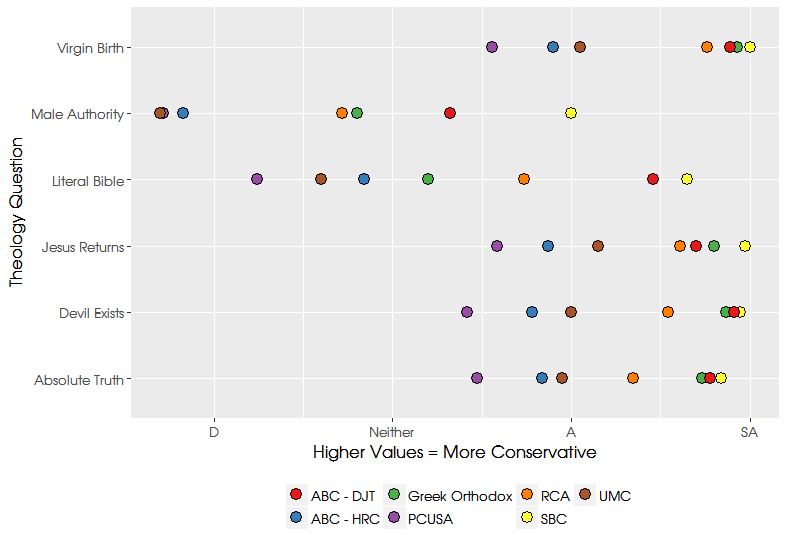 Theology Question
Virgin Birth
Male Authority
Literal Bible
Jesus Returns
Devil Exists
Absolute Truth
D Neither A SA
Higher Values = More Conservative
ABC - DJT Greek Orthodox RCA UMC
ABC - HRC PCUSA SBC